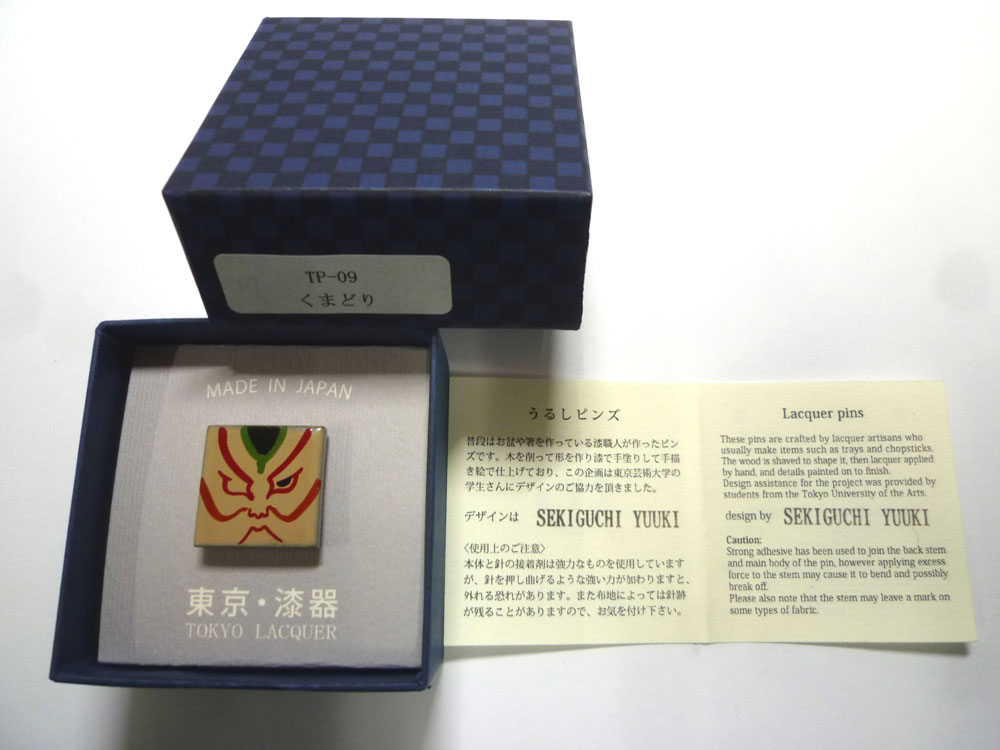 TP-09
くまどり
MADE IN JAPAN
東京・漆器
TOKYO LACQUER
うるしピンズ
普段はお盆や箸を作っている漆職人が作ったピン
ズです。木を削って形を作り漆で手塗りして手描
き絵で仕上げており、この企画は東京芸術大学の
学生さんにデザインのご協力を頂きました。
デザインは SEKIGUCHI YUUKI
〈使用上のご注意〉
本体と針の接着剤は強力なものを使用しています
が、針を押し曲げるような強い力が加わりますと、
外れる恐れがあります。また布地によっては針跡
が残ることがありますので、お気を付け下さい。
Lacquer pins
These pins are crafted by lacquer artisans who
usually make items such as trays and chopsticks.
The wood is shaved to shape it, then lacquer applied
by hand, and details painted on to finish.
Design assistance for the project was provided by
students from the Tokyo University of the Arts.
design by SEKIGUCHI YUUKI
Caution:
Strong adhesive has been used to join the back stem
and main body of the pin, however applying excess
force to the stem may cause it to bend and possibly
break off.
Please also note that the stem may leave a mark on
some types of fabric.